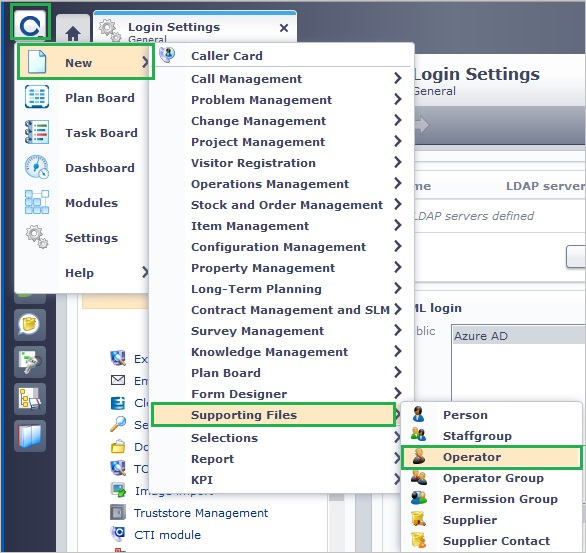 Login Settings
General
New
Plan Board
Task Board
Dashboard
Modules
Settings
Help
Caller Card
Call Management
Problem Management
Change Management
Project Management
Visitor Registration
Operations Management
Stock and Order Management
Item Management
Configuration Management
Property Management
Long-Term Planning
Contract Management and SLM
Survey Management
Knowledge Management
Plan Board
Form Designer
Supporting Files
Selections
Report
KPI
Person
Staffgroup
Operator
Operator Group
Permission Group
Supplier
Supplier Contact
Login Settings
General
me
LDAP server
LDAP servers defined
ML login
blic
Azure AD
Ex
Em
Clo
Se
Do
TO
Image Import
Truststore Management
CTI module